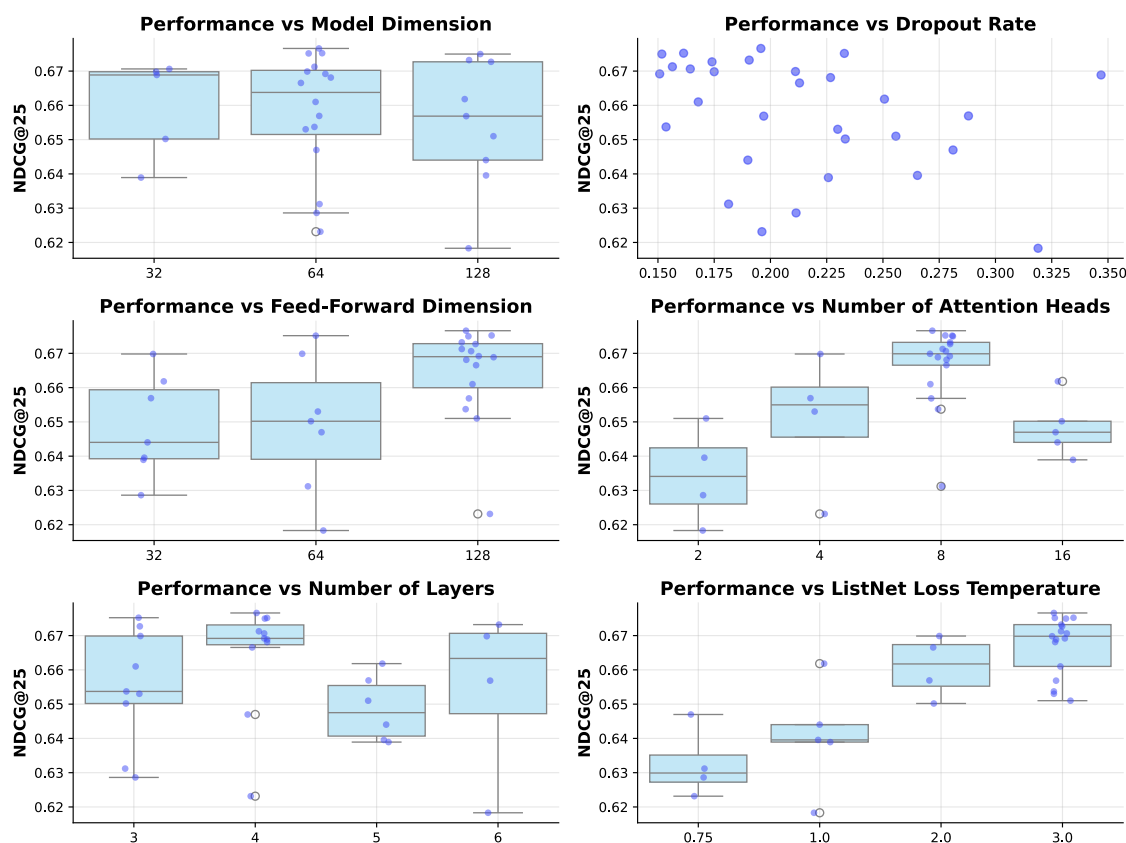 Performance vs Model Dimension
NDCG@25
0.67
0.66
0.65
0.64
0.63
0.62
32 64 128
Performance vs Dropout Rate
NDCG@25
0.67
0.66
0.65
0.64
0.63
0.62
0.150 0.175 0.200 0.225 0.250 0.275 0.300 0.325 0.350
Performance vs Feed-Forward Dimension
NDCG@25
0.67
0.66
0.65
0.64
0.63
0.62
32 64 128
Performance vs Number of Attention Heads
NDCG@25
0.67
0.66
0.65
0.64
0.63
0.62
2 4 8 16
Performance vs Number of Layers
NDCG@25
0.67
0.66
0.65
0.64
0.63
0.62
3 4 5 6
Performance vs ListNet Loss Temperature
NDCG@25
0.67
0.66
0.65
0.64
0.63
0.62
0.75 1.0 2.0 3.0